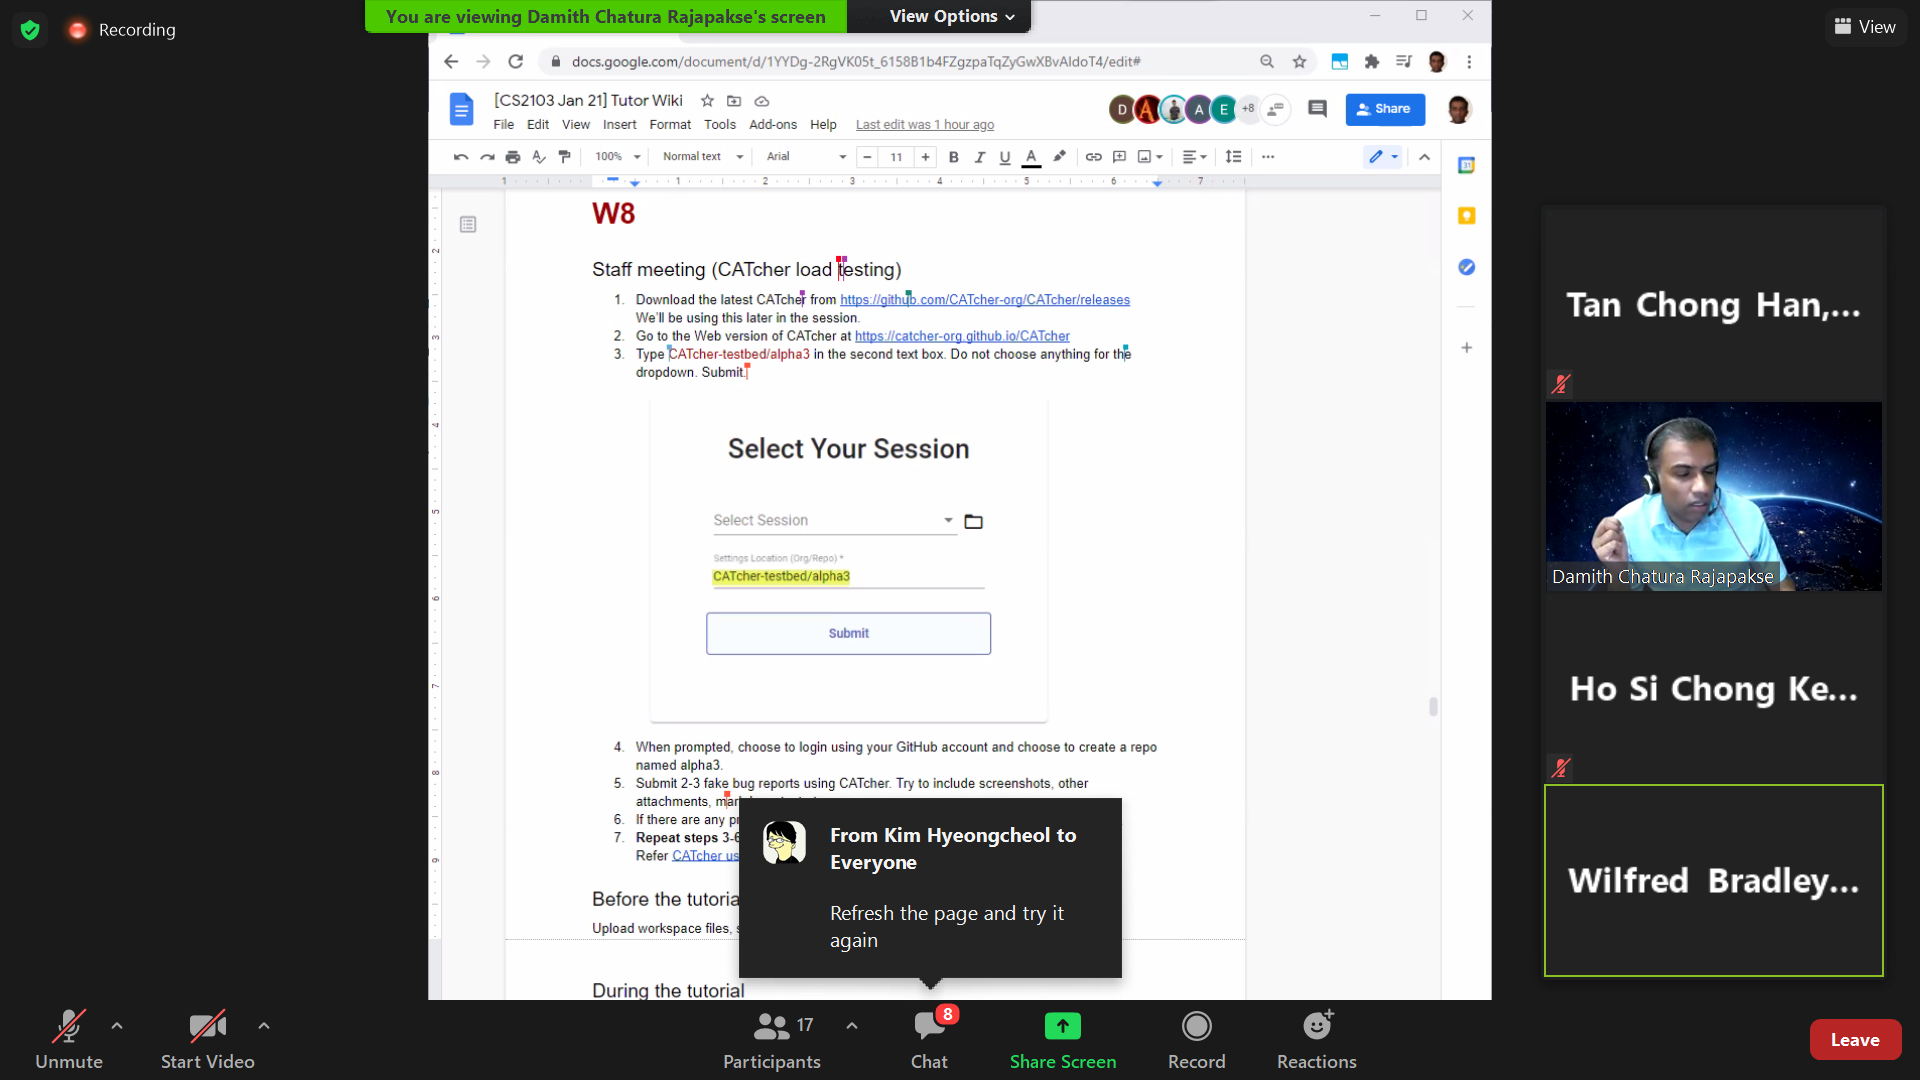 Recording
You are viewing Damith Chatura Rajapakse's screen
View Options
View
docs.google.com/document/d/1YYDg-2RgVK05t_6158B1b4FZgzpaTqZyGwXBvAldoT4/edit#
[CS2103 Jan 21] Tutor Wiki
D
A
A
E
+8
Share
File Edit View Insert Format Tools Add-ons Help Last edit was 1 hour ago
100% Normal text Arial 11 B I U A
1 1 2 3 4 5 6 7
W8
Staff meeting (CATcher load testing)
1. Download the latest CATcher from https://github.com/CATcher-org/CATcher/releases
We'll be using this later in the session.
2. Go to the Web version of CATcher at https://catcher-org.github.io/CATcher
3. Type CATcher-testbed/alpha3 in the second text box. Do not choose anything for the
dropdown. Submit.
Select Your Session
Select Session
Settings Location (Org/Repo) *
CATcher-testbed/alpha3
Submit
4. When prompted, choose to login using your GitHub account and choose to create a repo
named alpha3.
5. Submit 2-3 fake bug reports using CATcher. Try to include screenshots, other
attachments,
6. If there are any
7. Repeat steps 3-6
Refer CATcher
Before the tutoria
Upload workspace files,
During the tutorial
From Kim Hyeongcheol to
Everyone
Refresh the page and try it
again
Tan Chong Han,...
Damith Chatura Rajapakse
Ho Si Chong Ke...
Wilfred Bradley...
Unmute
Start Video
17
Participants
8
Chat
Share Screen
Record
Reactions
Leave